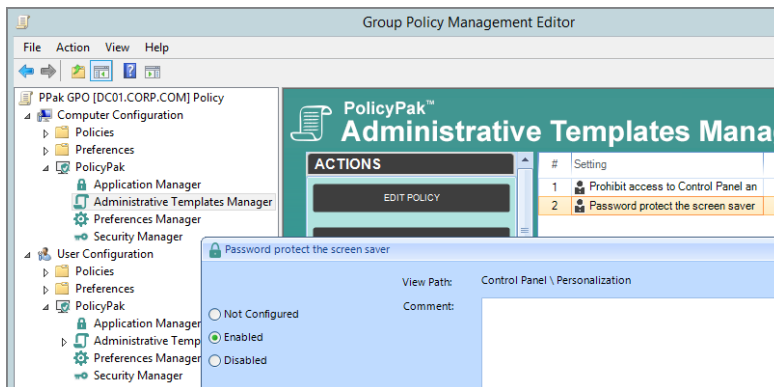 Group Policy Management Editor
File Action View Help
PPak GPO [DC01.CORP.COM] Policy
Computer Configuration
Policies
Preferences
PolicyPak
Application Manager
Administrative Templates Manager
Preferences Manager
Security Manager
User Configuration
Policies
Preferences
PolicyPak
Application Manager
Administrative Temp
Preferences Manager
Security Manager
PolicyPak™
Administrative Templates Mana
ACTIONS
EDIT POLICY
# Setting
1 Prohibit access to Control Panel an
2 Password protect the screen saver
Password protect the screen saver
View Path: Control Panel \ Personalization
Comment:
Not Configured
Enabled
Disabled